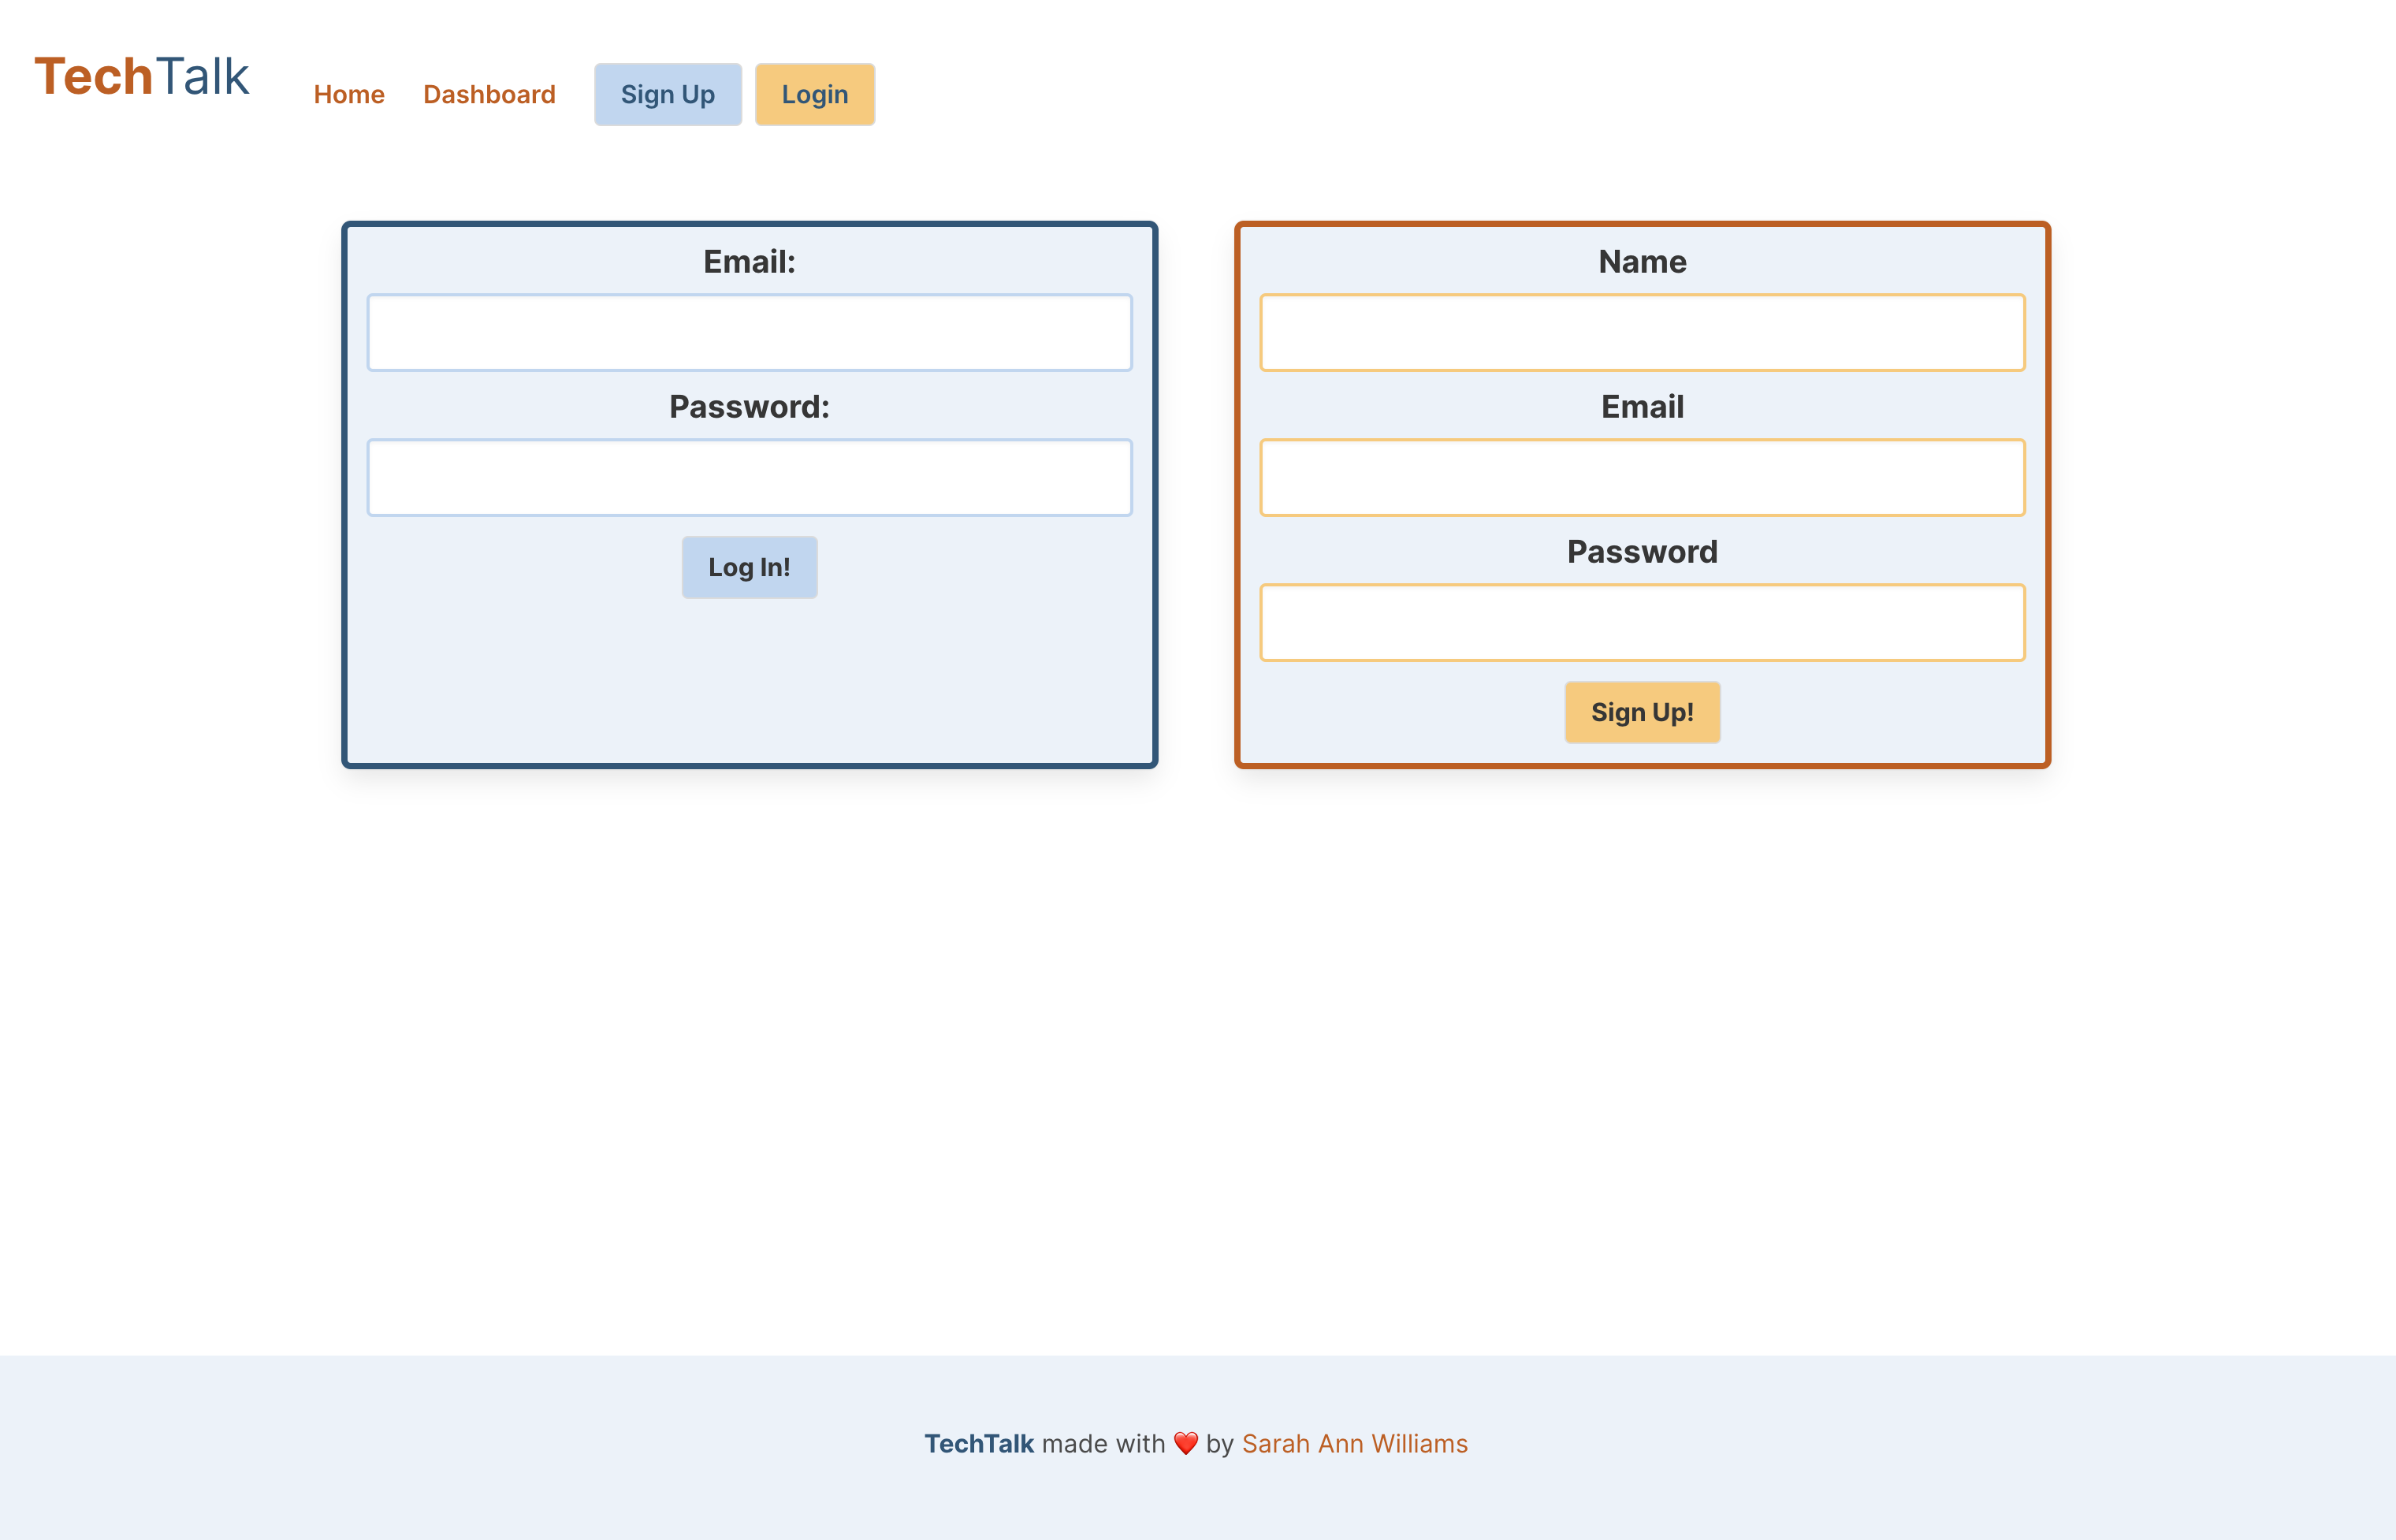 TechTalk Home Dashboard Sign Up Login
Email:
Password:
Log In!
Name
Email
Password
Sign Up!
TechTalk made with ❤️ by Sarah Ann Williams